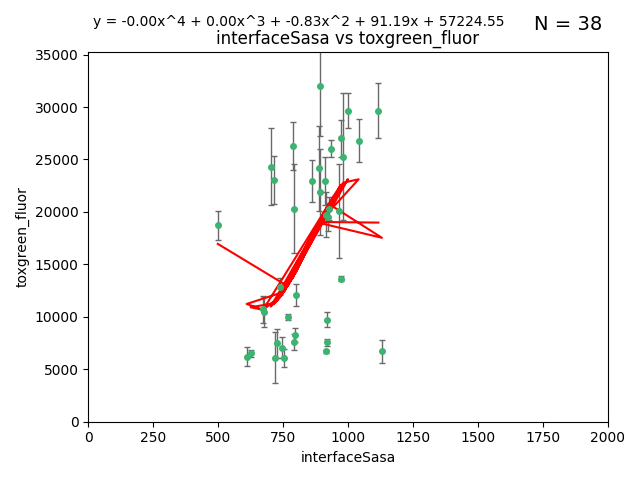 y = -0.00x^4 + 0.00x^3 + -0.83x^2 + 91.19x + 57224.55
N = 38
interfaceSasa vs toxgreen_fluor
35000
30000
25000
20000
15000
10000
5000
0
toxgreen_fluor
0 250 500 750 1000 1250 1500 1750 2000
interfaceSasa